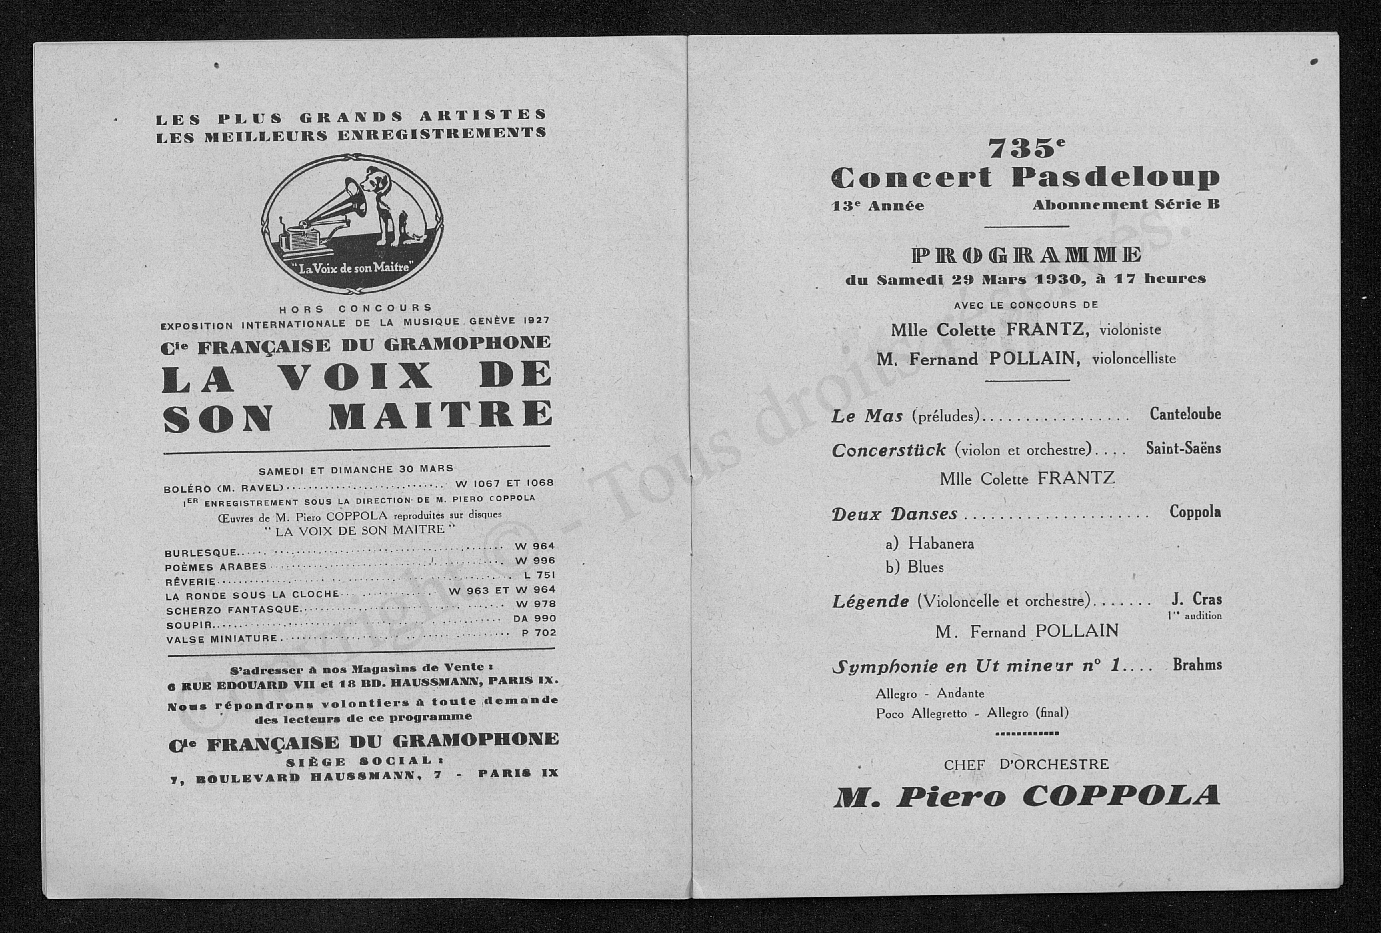 LES PLUS GRANDS ARTISTES
LES MEILLEURS ENREGISTREMENTS
"La Voix de son Maitre"
HORS CONCOURS
EXPOSITION INTERNATIONALE DE LA MUSIQUE GENÈVE 1927
Cie FRANÇAISE DU GRAMOPHONE
LA VOIX DE
SON MAITRE
SAMEDI ET DIMANCHE 30 MARS
BOLÉRO (M. RAVEL) W 1067 ET 1068
1ER ENREGISTREMENT SOUS LA DIRECTION DE M. PIERO COPPOLA
Œuvres de M. Piero COPPOLA reproduites sur disques
" LA VOIX DE SON MAITRE "
BURLESQUE W 964
POÈMES ARABES W 996
RÊVERIE L 751
LA RONDE SOUS LA CLOCHE W 963 ET W 964
SCHERZO FANTASQUE W 978
SOUPIR DA 990
VALSE MINIATURE P 702
S'adresser à nos Magasins de Vente :
6 RUE EDOUARD VII et 18 BD. HAUSSMANN, PARIS IX.
Nous répondrons volontiers à toute demande
des lecteurs de ce programme
Cie FRANÇAISE DU GRAMOPHONE
SIÈGE SOCIAL :
7, BOULEVARD HAUSSMANN, 7 - PARIS IX
735e
Concert Pasdeloup
13e Année Abonnement Série B
PROGRAMME
du Samedi 29 Mars 1930, à 17 heures
AVEC LE CONCOURS DE
Mlle Colette FRANTZ, violoniste
M. Fernand POLLAIN, violoncelliste
Le Mas (préludes) Canteloube
Concerstück (violon et orchestre) Saint-Saëns
Mlle Colette FRANTZ
Deux Danses Coppola
a) Habanera
b) Blues
Légende (Violoncelle et orchestre) J. Cras
1re audition
M. Fernand POLLAIN
Symphonie en Ut mineur n° 1 Brahms
Allegro - Andante
Poco Allegretto - Allegro (final)
CHEF D'ORCHESTRE
M. Piero COPPOLA
Copyright © - Tous droits réservés.